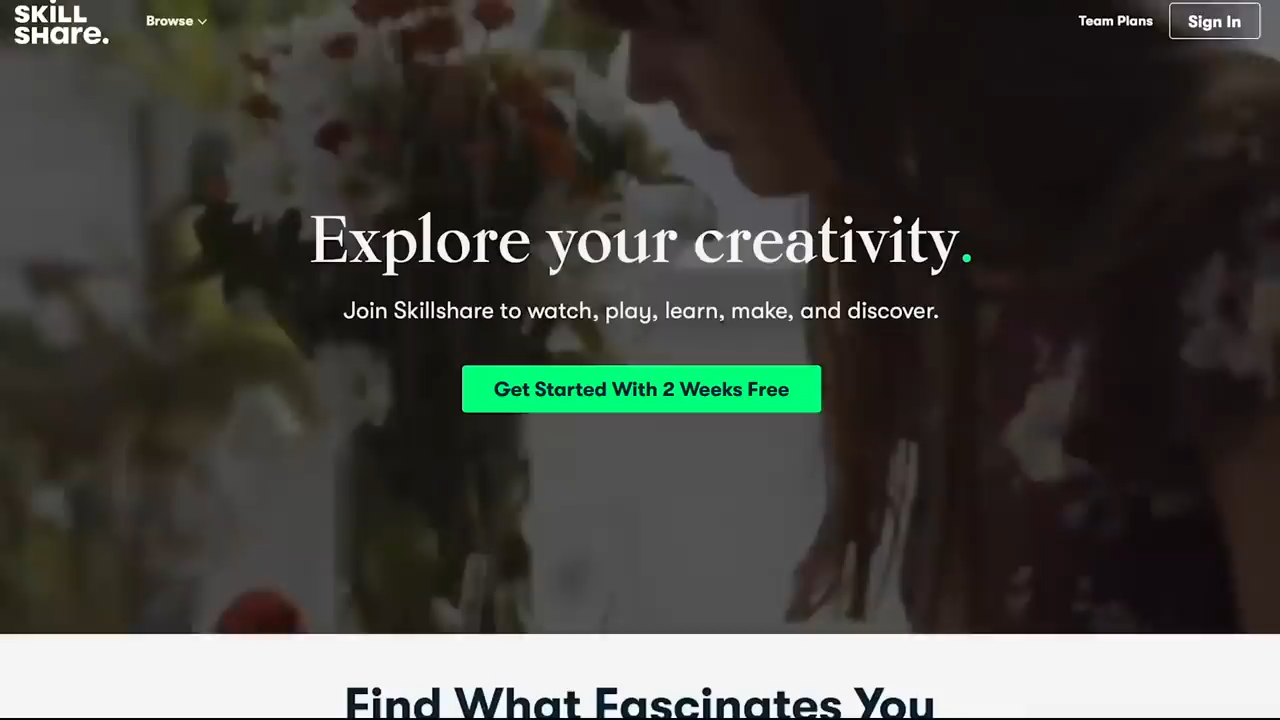 SKILL
SHare.
Browse
Team Plans
Sign In
Explore your creativity.
Join Skillshare to watch, play, learn, make, and discover.
Get Started With 2 Weeks Free
Find What Fascinates You